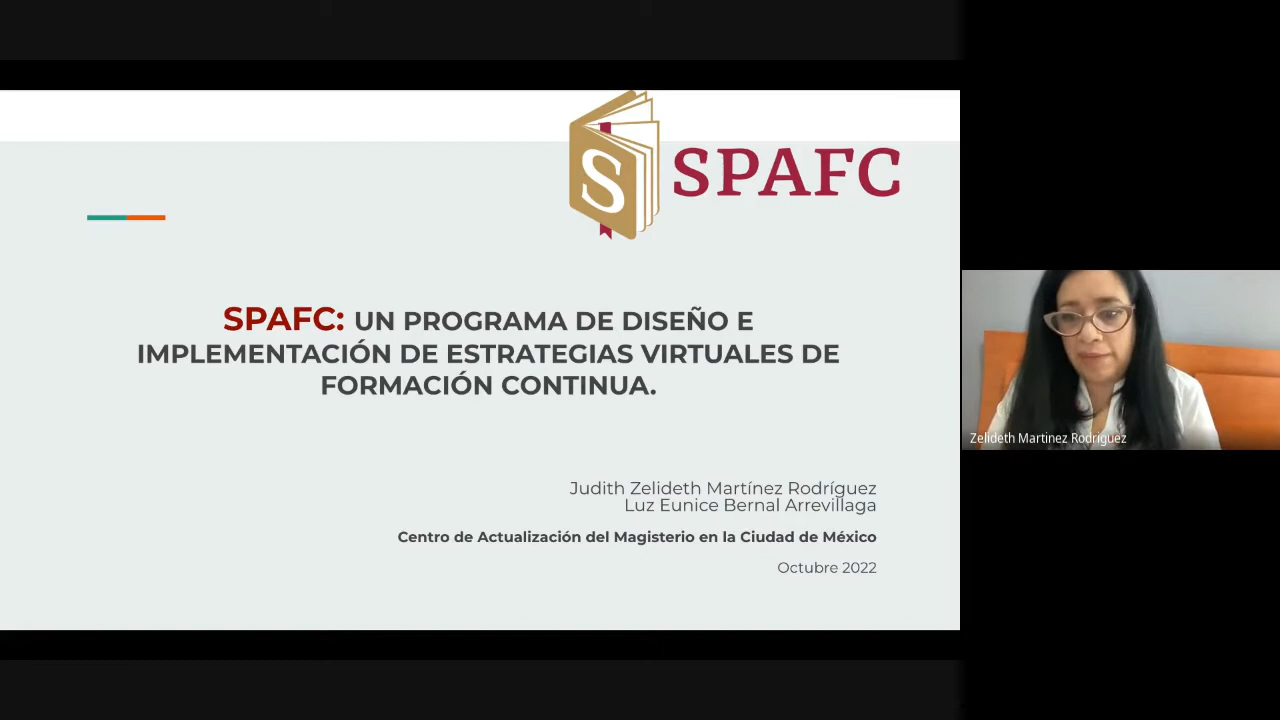 S SPAFC
SPAFC: UN PROGRAMA DE DISEÑO E
IMPLEMENTACIÓN DE ESTRATEGIAS VIRTUALES DE
FORMACIÓN CONTINUA.
Zelideth Martinez Rodriguez
Judith Zelideth Martínez Rodríguez
Luz Eunice Bernal Arrevillaga
Centro de Actualización del Magisterio en la Ciudad de México
Octubre 2022